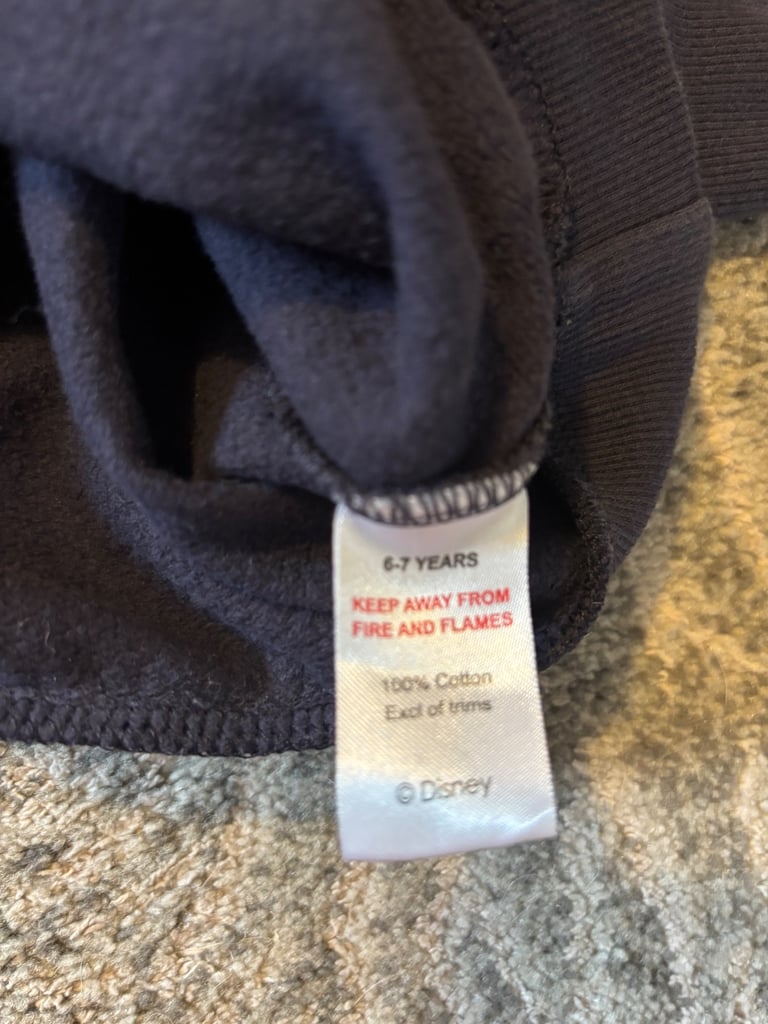 6-7 YEARS
KEEP AWAY FROM
FIRE AND FLAMES
100% Cotton
Excl of trims
© Disney